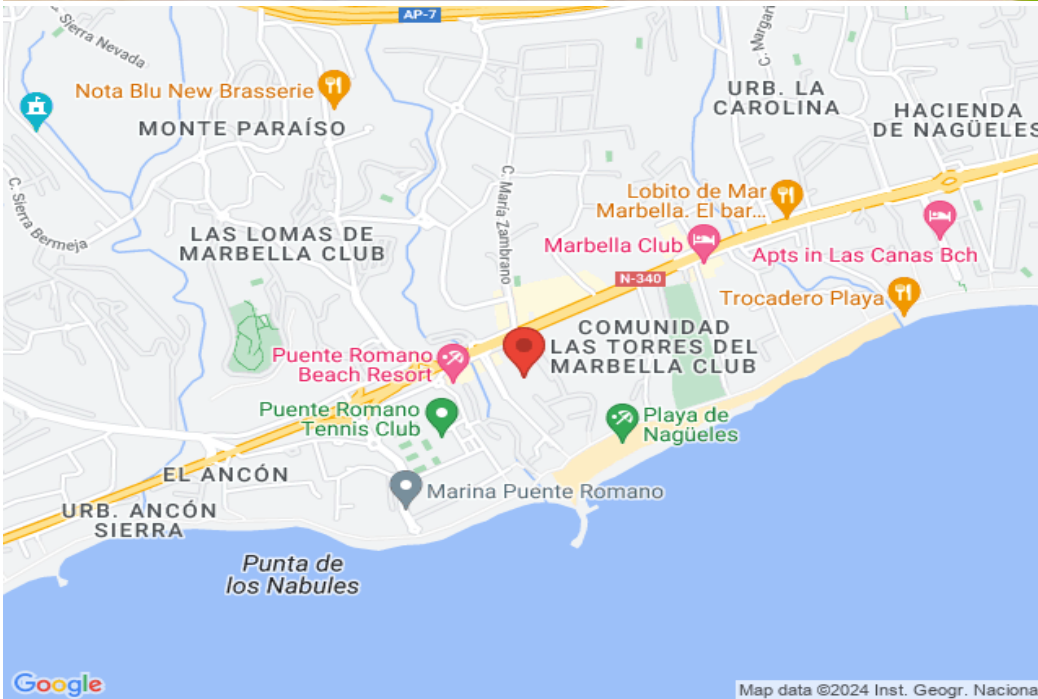 AP-7
C. Sierra Nevada
C. Margari
Nota Blu New Brasserie
URB. LA
CAROLINA
HACIENDA
DE NAGÜELES
MONTE PARAÍSO
C. María Zambrano
C. Sierra Bermeja
Lobito de Mar
Marbella. El bar...
LAS LOMAS DE
MARBELLA CLUB
Marbella Club
Apts in Las Canas Bch
N-340
Trocadero Playa
COMUNIDAD
LAS TORRES DEL
MARBELLA CLUB
Puente Romano
Beach Resort
Puente Romano
Tennis Club
Playa de
Nagüeles
EL ANCÓN
Marina Puente Romano
URB. ANCÓN
SIERRA
Punta de
los Nabules
Google
Map data ©2024 Inst. Geogr. Naciona